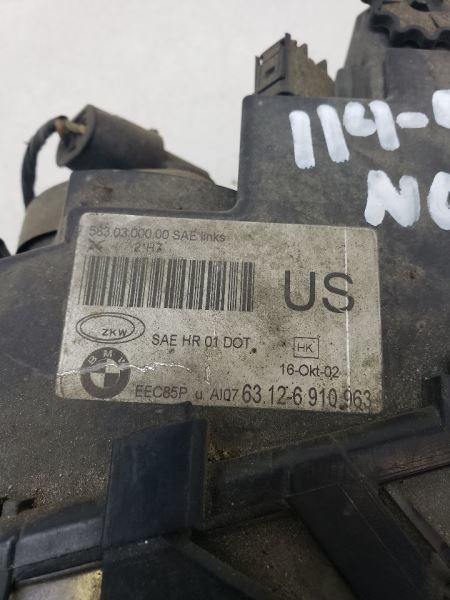 114-
NO
583.03.000.00 SAE links
2*H7
US
ZKW
SAE HR 01 DOT
HK
16-Okt-02
BMW
EEC85P u. AI07 63.12-6 910 963